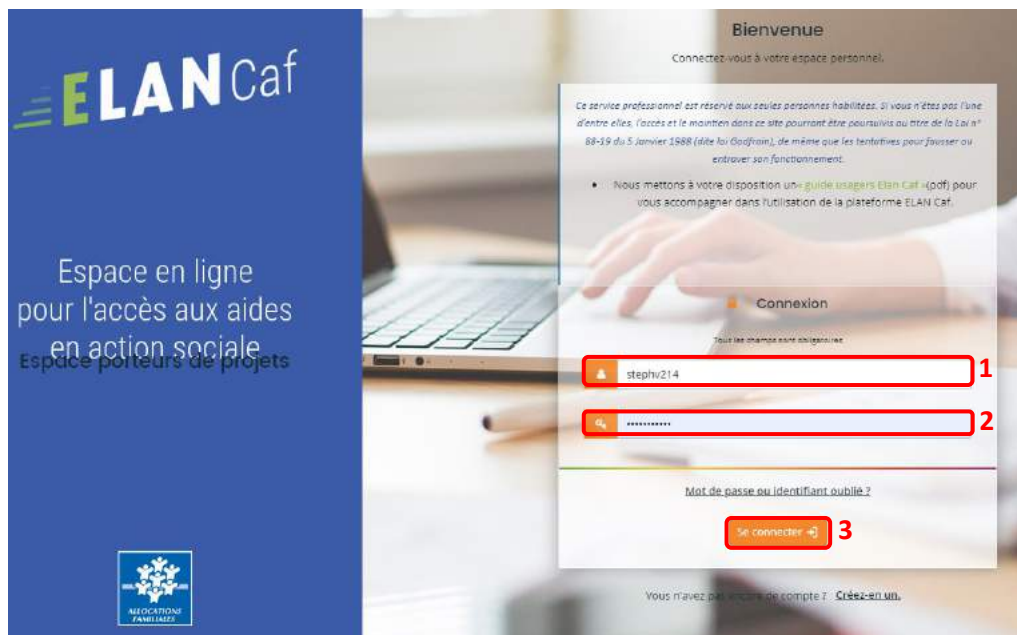 ELAN Caf
Espace en ligne
pour l'accès aux aides
en action sociale
Espace porteurs de projets
ALLOCATIONS
FAMILIALES
Bienvenue
Connectez-vous à votre espace personnel.
Ce service professionnel est réservé aux seules personnes habilitées. Si vous n'êtes pas l'une
d'entre elles, l'accès et le maintien dans ce site pourront être poursuivis au titre de la Loi n°
88-19 du 5 Janvier 1988 (dite loi Godfrain), de même que les tentatives pour fausser ou
entraver son fonctionnement.
• Nous mettons à votre disposition un« guide usagers Elan Caf »(pdf) pour
vous accompagner dans l'utilisation de la plateforme ELAN Caf.
Connexion
Tous les champs sont obligatoires
stephv214 1
••••••••••• 2
Mot de passe ou identifiant oublié ?
Se connecter 3
Vous n'avez pas encore de compte ? Créez-en un.